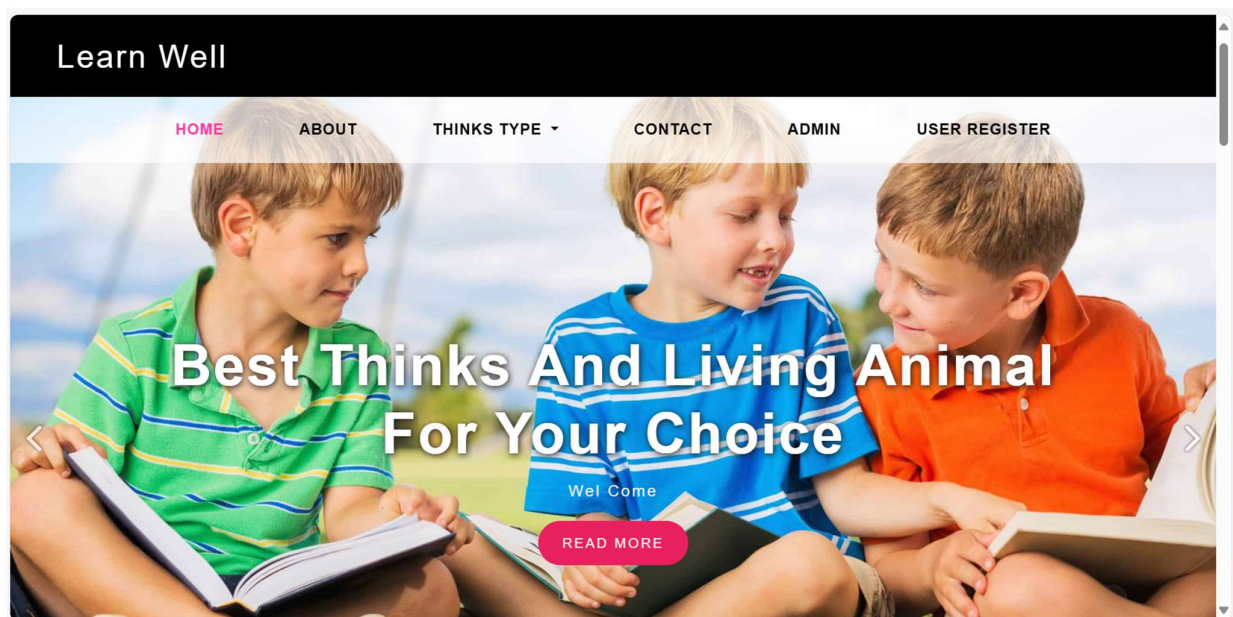 Learn Well
HOME ABOUT THINKS TYPE CONTACT ADMIN USER REGISTER
Best Thinks And Living Animal
For Your Choice
Wel Come
READ MORE